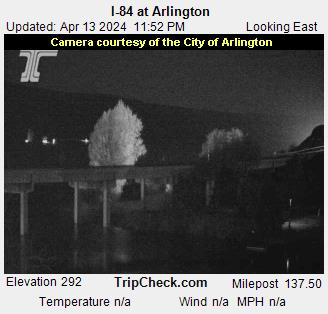 I-84 at Arlington
Updated: Apr 13 2024 11:52 PM Looking East
Camera courtesy of the City of Arlington
Elevation 292 TripCheck.com Milepost 137.50
Temperature n/a Wind n/a MPH n/a